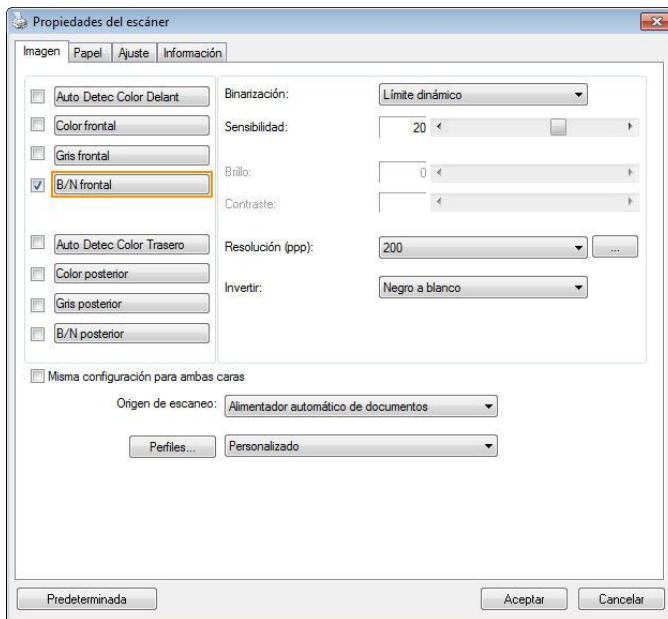 Propiedades del escáner
Imagen Papel Ajuste Información
Auto Detec Color Delant
Color frontal
Gris frontal
B/N frontal
Auto Detec Color Trasero
Color posterior
Gris posterior
B/N posterior
Binarización: Límite dinámico
Sensibilidad: 20
Brillo: 0
Contraste:
Resolución (ppp): 200 ...
Invertir: Negro a blanco
Misma configuración para ambas caras
Origen de escaneo: Alimentador automático de documentos
Perfiles... Personalizado
Predeterminada Aceptar Cancelar